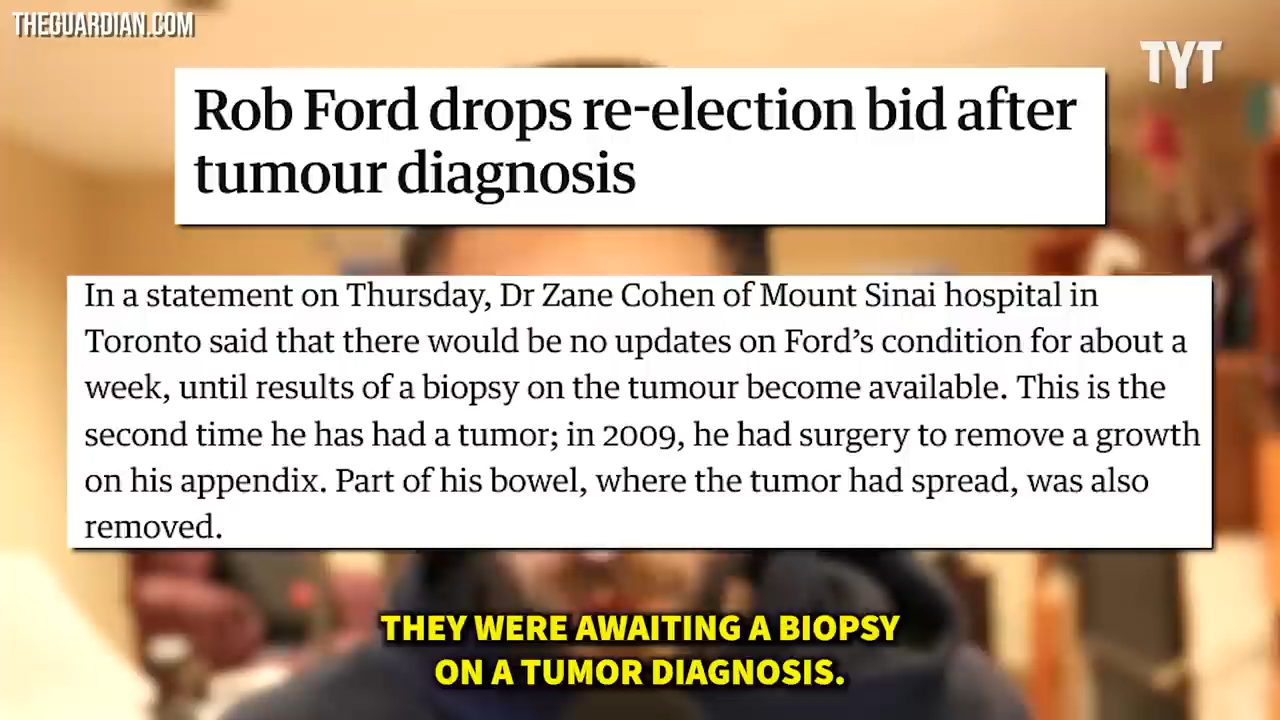 THEGUARDIAN.COM
TYT
Rob Ford drops re-election bid after
tumour diagnosis
In a statement on Thursday, Dr Zane Cohen of Mount Sinai hospital in
Toronto said that there would be no updates on Ford's condition for about a
week, until results of a biopsy on the tumour become available. This is the
second time he has had a tumor; in 2009, he had surgery to remove a growth
on his appendix. Part of his bowel, where the tumor had spread, was also
removed.
THEY WERE AWAITING A BIOPSY
ON A TUMOR DIAGNOSIS.